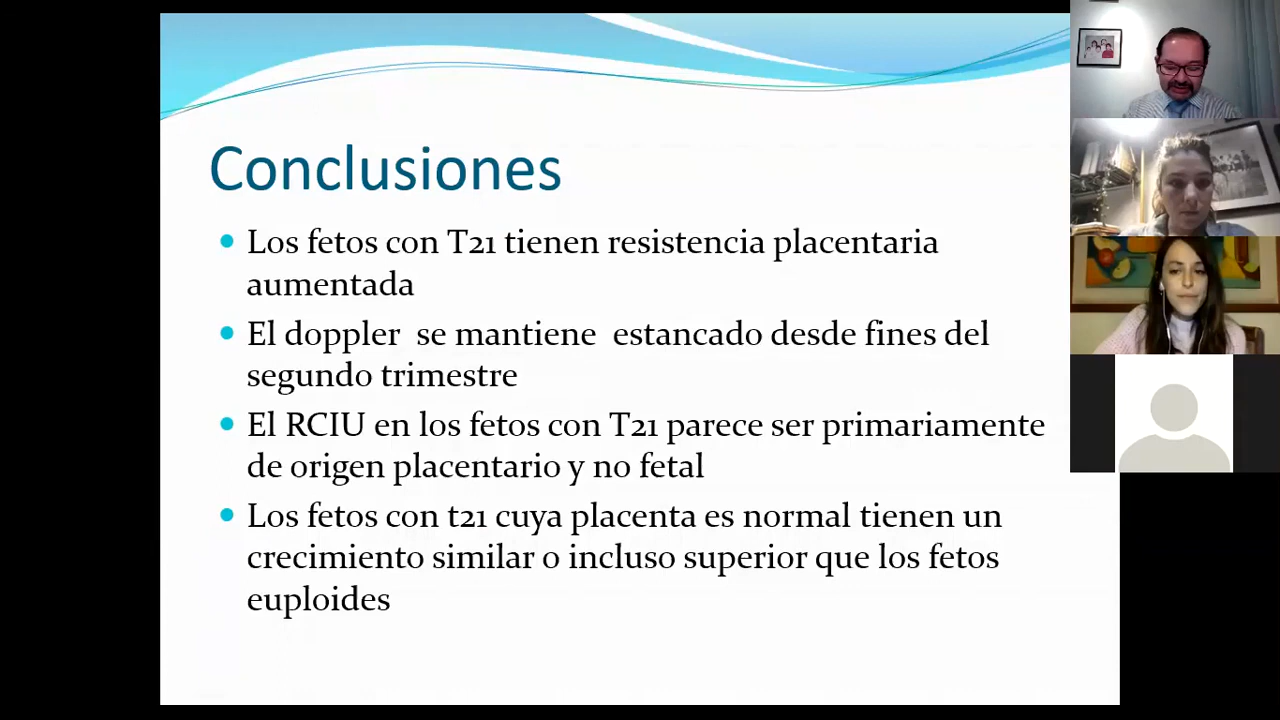 Conclusiones
Los fetos con T21 tienen resistencia placentaria
aumentada
El doppler se mantiene estancado desde fines del
segundo trimestre
El RCIU en los fetos con T21 parece ser primariamente
de origen placentario y no fetal
Los fetos con t21 cuya placenta es normal tienen un
crecimiento similar o incluso superior que los fetos
euploides